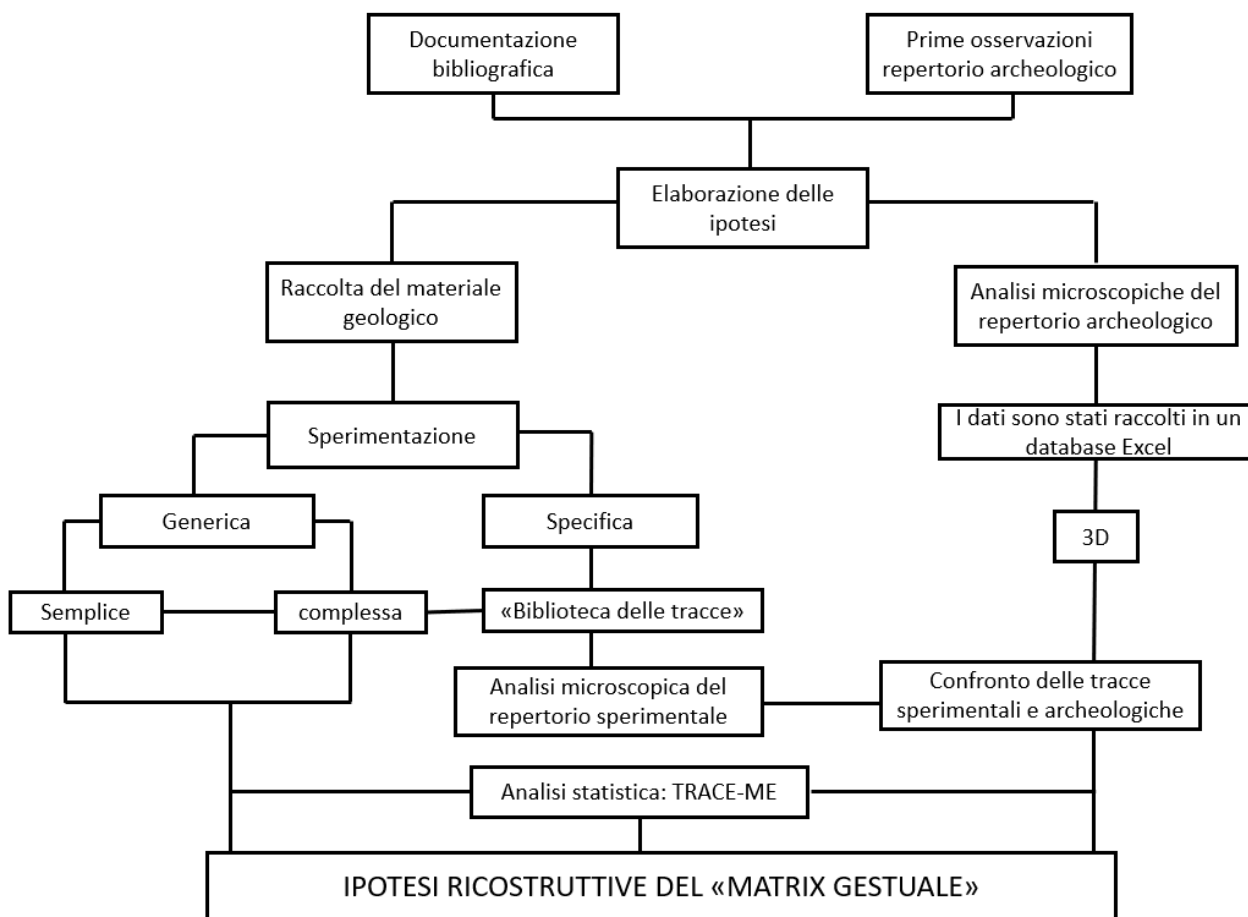 Documentazione
bibliografica
Prime osservazioni
repertorio archeologico
Elaborazione delle
ipotesi
Raccolta del materiale
geologico
Analisi microscopiche del
repertorio archeologico
Sperimentazione
I dati sono stati raccolti in un
database Excel
Generica
Specifica
3D
Semplice
complessa
«Biblioteca delle tracce»
Analisi microscopica del
repertorio sperimentale
Confronto delle tracce
sperimentali e archeologiche
Analisi statistica: TRACE-ME
IPOTESI RICOSTRUTTIVE DEL «MATRIX GESTUALE»